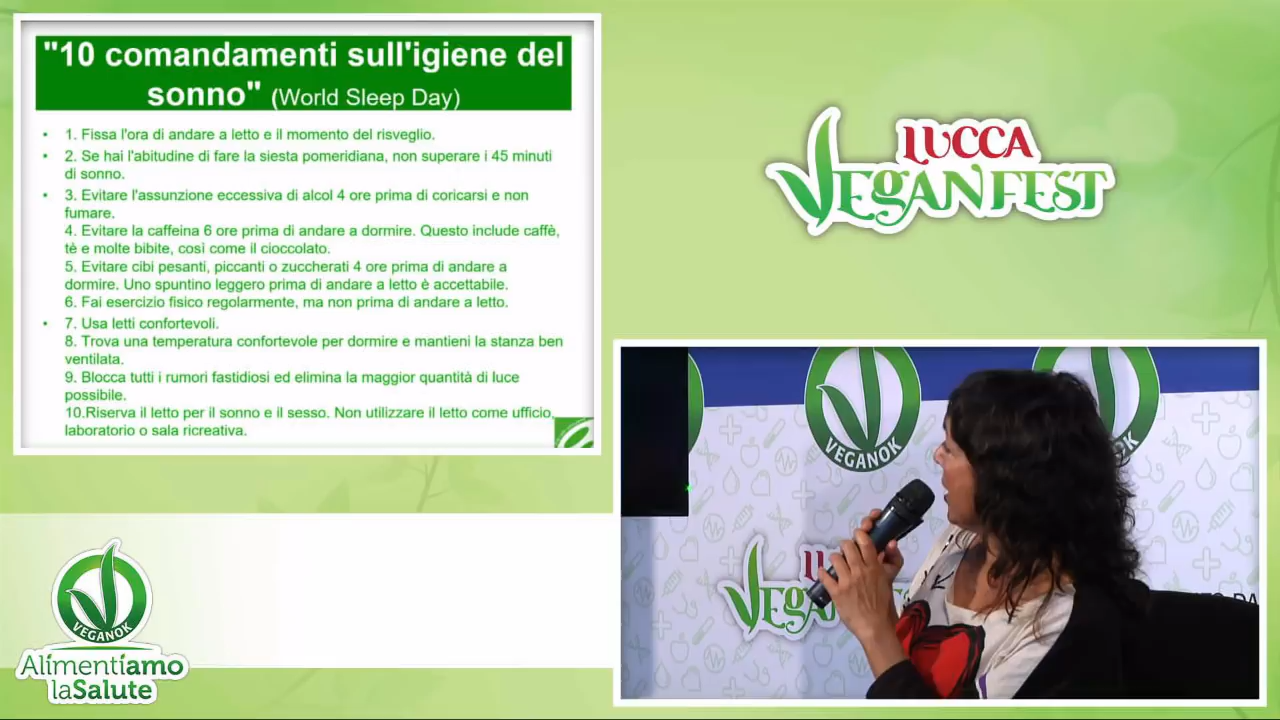 "10 comandamenti sull'igiene del
sonno" (World Sleep Day)
• 1. Fissa l'ora di andare a letto e il momento del risveglio.
• 2. Se hai l'abitudine di fare la siesta pomeridiana, non superare i 45 minuti
di sonno.
• 3. Evitare l'assunzione eccessiva di alcol 4 ore prima di coricarsi e non
fumare.
4. Evitare la caffeina 6 ore prima di andare a dormire. Questo include caffè,
tè e molte bibite, così come il cioccolato.
5. Evitare cibi pesanti, piccanti o zuccherati 4 ore prima di andare a
dormire. Uno spuntino leggero prima di andare a letto è accettabile.
6. Fai esercizio fisico regolarmente, ma non prima di andare a letto.
• 7. Usa letti confortevoli.
8. Trova una temperatura confortevole per dormire e mantieni la stanza ben
ventilata.
9. Blocca tutti i rumori fastidiosi ed elimina la maggior quantità di luce
possibile.
10.Riserva il letto per il sonno e il sesso. Non utilizzare il letto come ufficio,
laboratorio o sala ricreativa.
LUCCA
VEGANFEST
VEGANOK
VEGANOK
AlimentiAmo
laSalute